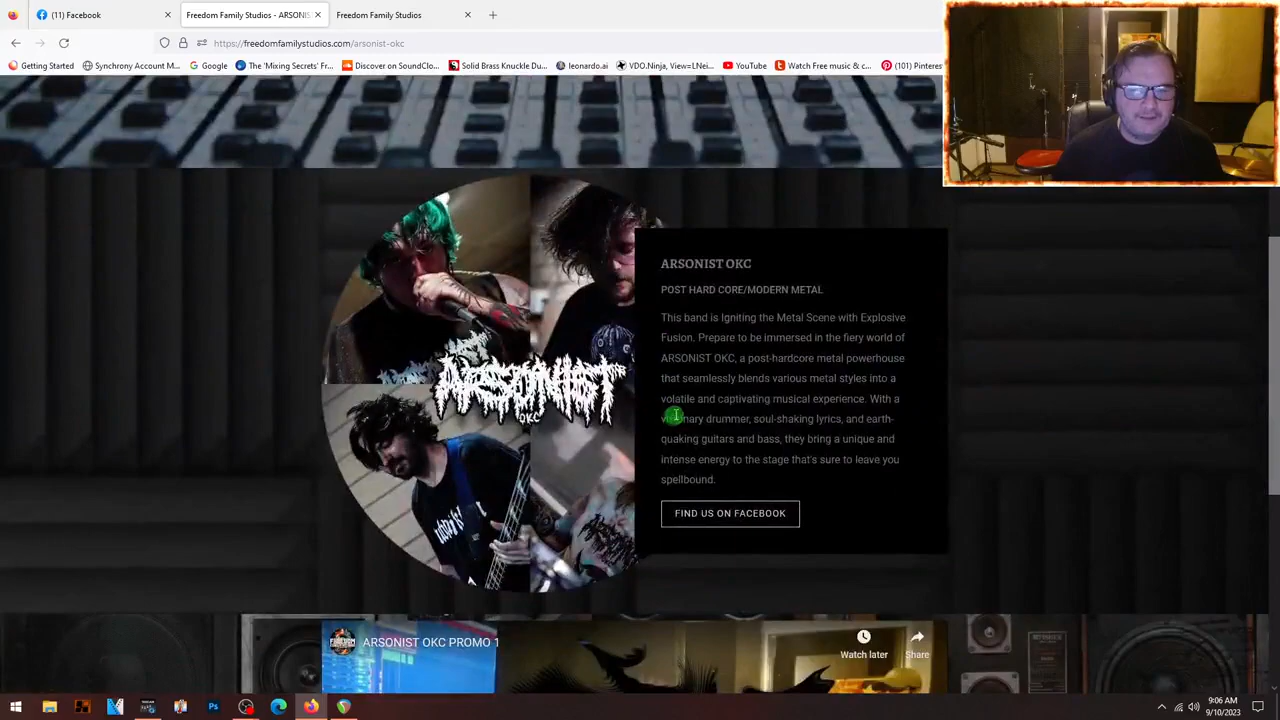 (11) Facebook
Freedom Family Studios - ARSONIS
Freedom Family Studios
https://freedomfamilystudios.com/arsonist-okc
Getting Started
Synchrony Account M...
Google
The 'Mixing Secrets' Fr...
Discover on SoundClo...
Solid Brass Knuckle Du...
leonardo.ai
VDO.Ninja, View=LNei...
YouTube
Watch Free music & c...
(101) Pinteres
ARSONIST
OKC
ARSONIST OKC
POST HARD CORE/MODERN METAL
This band is Igniting the Metal Scene with Explosive
Fusion. Prepare to be immersed in the fiery world of
ARSONIST OKC, a post-hardcore metal powerhouse
that seamlessly blends various metal styles into a
volatile and captivating musical experience. With a
visionary drummer, soul-shaking lyrics, and earth-
quaking guitars and bass, they bring a unique and
intense energy to the stage that's sure to leave you
spellbound.
FIND US ON FACEBOOK
FREEDOM
ARSONIST OKC PROMO 1
Watch later
Share
Ps
9:06 AM
9/10/2023